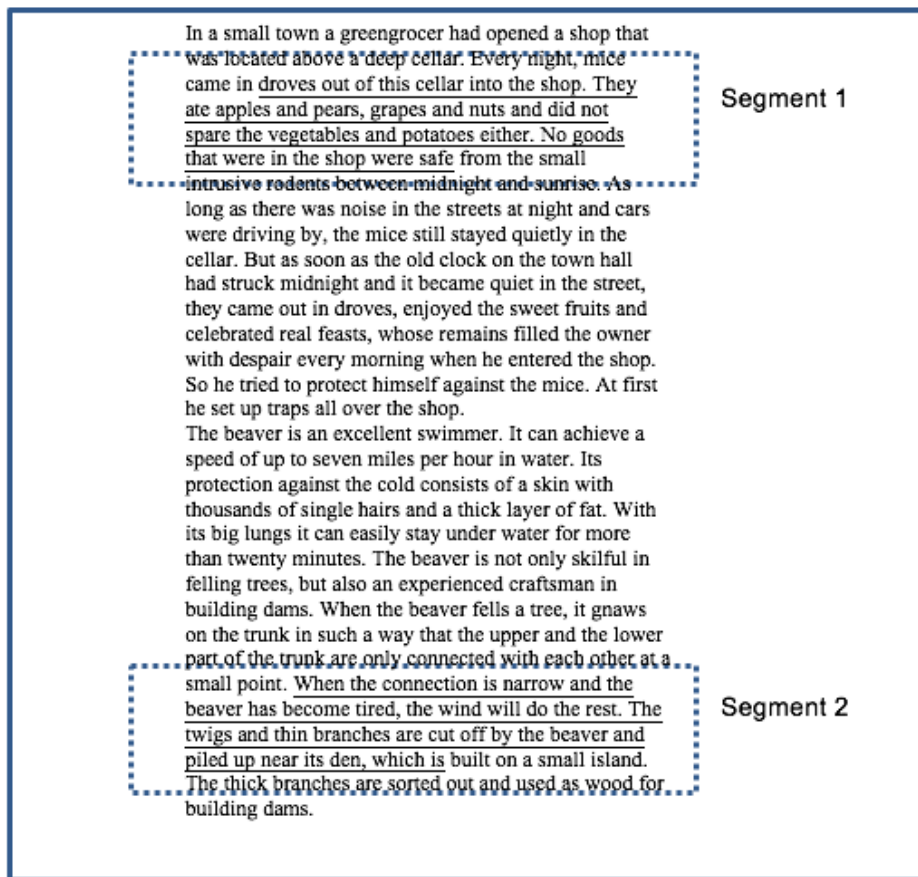 In a small town a greengrocer had opened a shop that
was located above a deep cellar. Every night, mice
came in droves out of this cellar into the shop. They
Segment 1
ate apples and pears, grapes and nuts and did not
spare the vegetables and potatoes either. No goods
that were in the shop were safe from the small
intrusive rodents between midnight and sunrise. As
long as there was noise in the streets at night and cars
were driving by, the mice still stayed quietly in the
cellar. But as soon as the old clock on the town hall
had struck midnight and it became quiet in the street,
they came out in droves, enjoyed the sweet fruits and
celebrated real feasts, whose remains filled the owner
with despair every morning when he entered the shop.
So he tried to protect himself against the mice. At first
he set up traps all over the shop.
The beaver is an excellent swimmer. It can achieve a
speed of up to seven miles per hour in water. Its
protection against the cold consists of a skin with
thousands of single hairs and a thick layer of fat. With
its big lungs it can easily stay under water for more
than twenty minutes. The beaver is not only skilful in
felling trees, but also an experienced craftsman in
building dams. When the beaver fells a tree, it gnaws
on the trunk in such a way that the upper and the lower
part of the trunk are only connected with each other at a
small point. When the connection is narrow and the
beaver has become tired, the wind will do the rest. The
Segment 2
twigs and thin branches are cut off by the beaver and
piled up near its den, which is built on a small island.
The thick branches are sorted out and used as wood for
building dams.